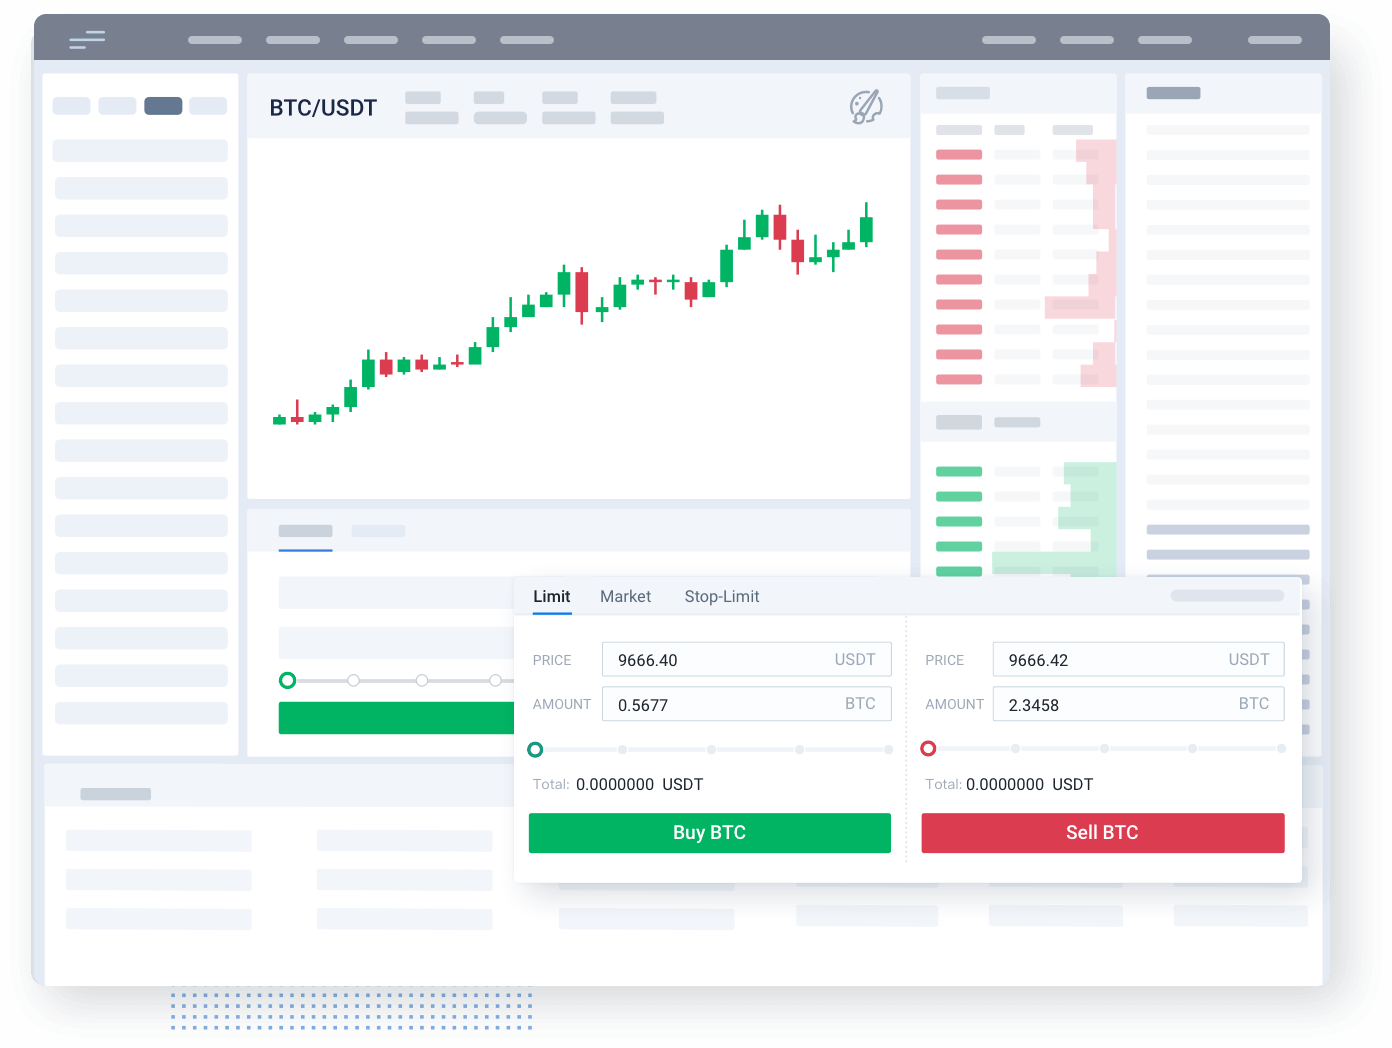 BTC/USDT
Limit Market Stop-Limit
PRICE 9666.40 USDT
AMOUNT 0.5677 BTC
Total: 0.0000000 USDT
Buy BTC
PRICE 9666.42 USDT
AMOUNT 2.3458 BTC
Total: 0.0000000 USDT
Sell BTC